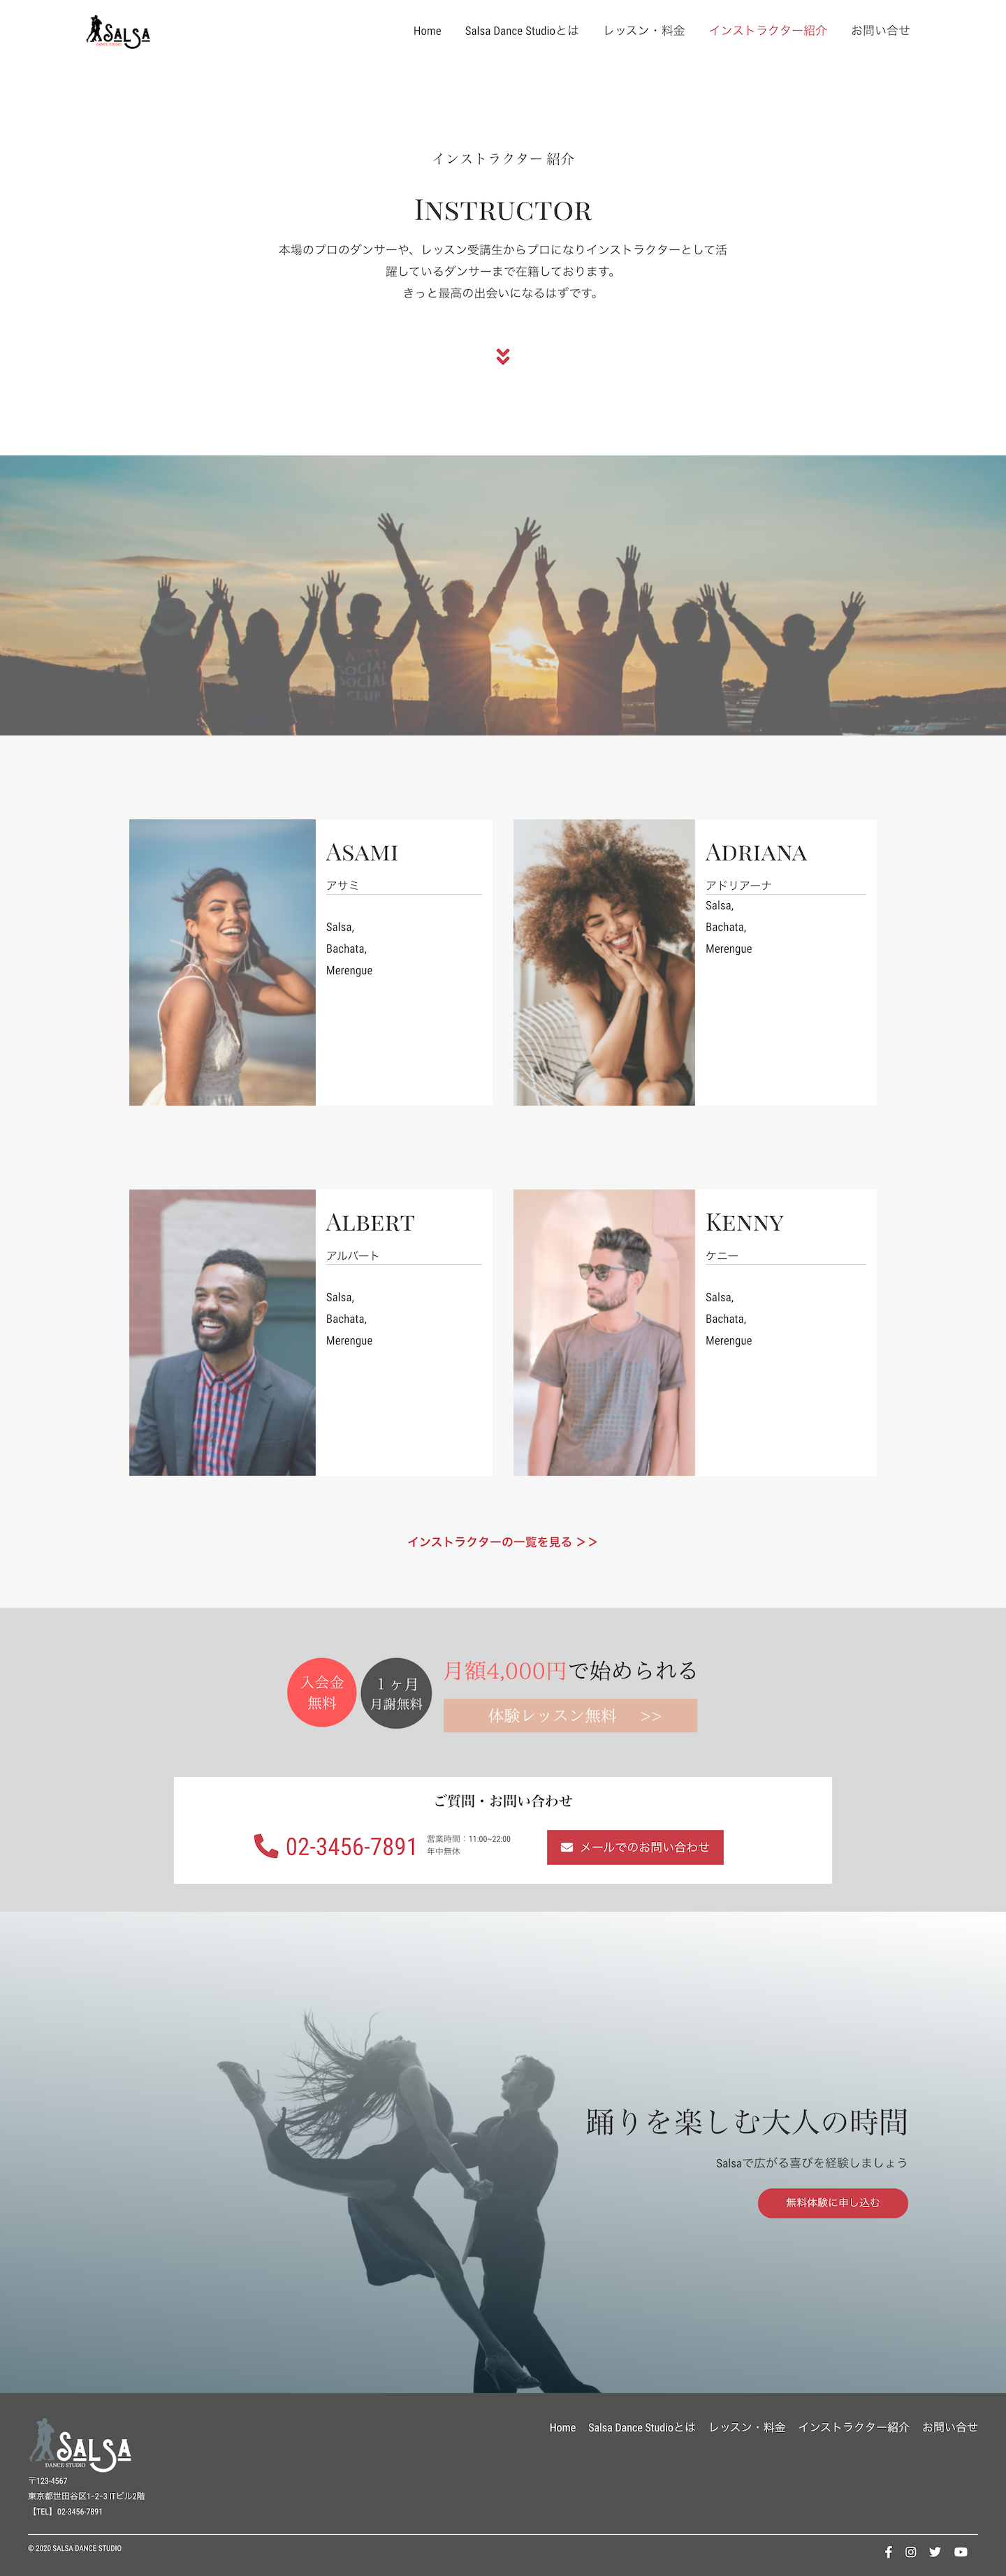 SALSA
DANCE STUDIO
Home Salsa Dance Studioとは レッスン・料金 インストラクター紹介 お問い合せ
インストラクター 紹介
INSTRUCTOR
本場のプロのダンサーや、レッスン受講生からプロになりインストラクターとして活
躍しているダンサーまで在籍しております。
きっと最高の出会いになるはずです。
ANTI
SOCIAL
SOCIAL
CLUB
ASAMI
アサミ
Salsa,
Bachata,
Merengue
ADRIANA
アドリアーナ
Salsa,
Bachata,
Merengue
ALBERT
アルバート
Salsa,
Bachata,
Merengue
KENNY
ケニー
Salsa,
Bachata,
Merengue
インストラクターの一覧を見る >>
入会金
無料
1ヶ月
月謝無料
月額4,000円で始められる
体験レッスン無料 >>
ご質問・お問い合わせ
02-3456-7891
営業時間：11:00~22:00
年中無休
メールでのお問い合わせ
踊りを楽しむ大人の時間
Salsaで広がる喜びを経験しましょう
無料体験に申し込む
SALSA
DANCE STUDIO
Home Salsa Dance Studioとは レッスン・料金 インストラクター紹介 お問い合せ
〒123-4567
東京都世田谷区1-2-3 ITビル2階
【TEL】02-3456-7891
© 2020 SALSA DANCE STUDIO